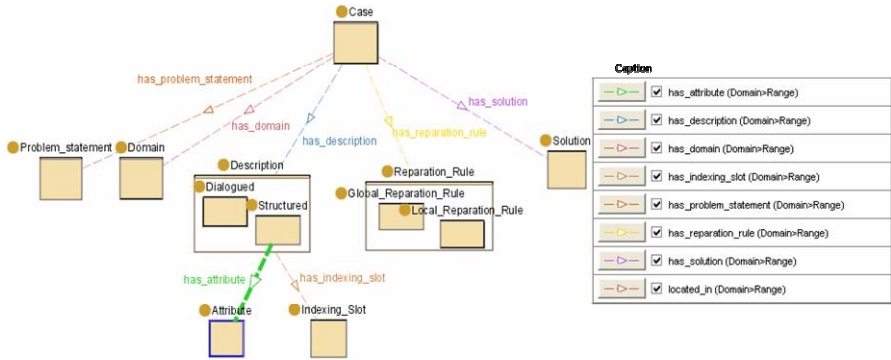 Case
has_problem_statement
has_domain
has_description
has_reparation_rule
has_solution
Problem_statement
Domain
Description
Dialogued
Structured
Reparation_Rule
Global_Reparation_Rule
Local_Reparation_Rule
Solution
has_attribute
has_indexing_slot
Attribute
Indexing_Slot
Caption
has_attribute (Domain>Range)
has_description (Domain>Range)
has_domain (Domain>Range)
has_indexing_slot (Domain>Range)
has_problem_statement (Domain>Range)
has_reparation_rule (Domain>Range)
has_solution (Domain>Range)
located_in (Domain>Range)